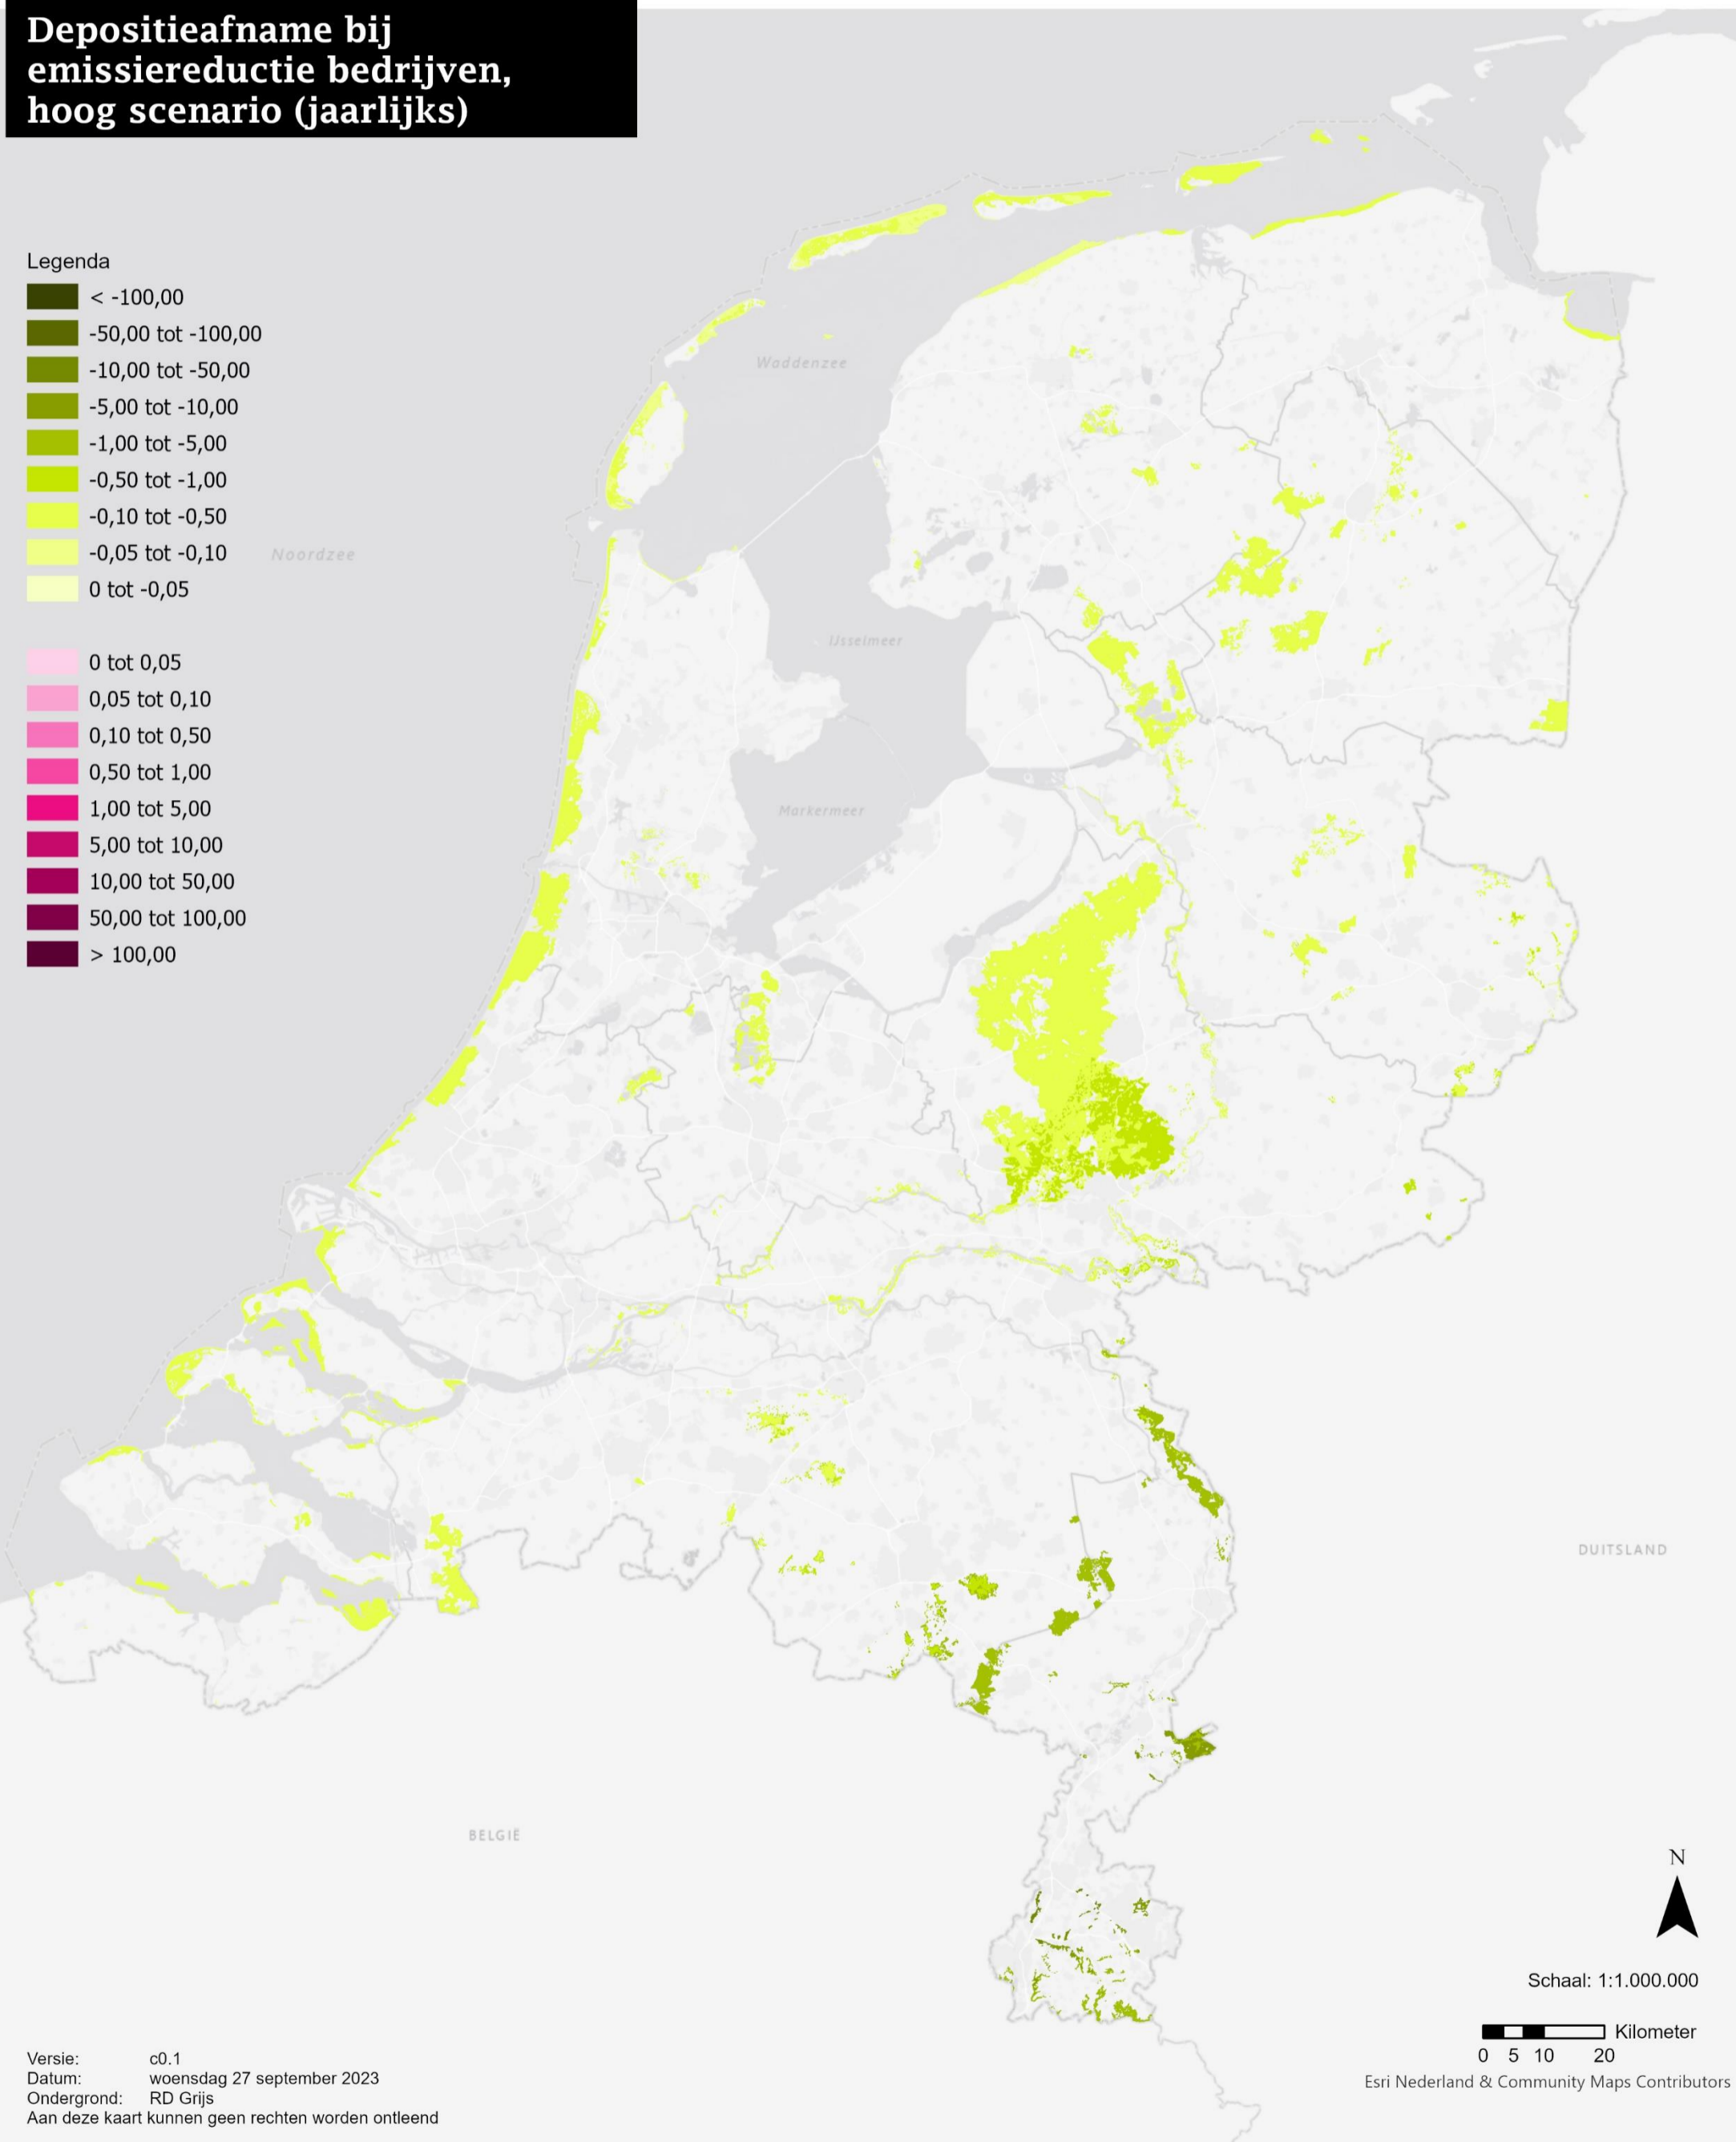 Depositieafname bij
emissiereductie bedrijven,
hoog scenario (jaarlijks)
Legenda
< -100,00
-50,00 tot -100,00
-10,00 tot -50,00
-5,00 tot -10,00
-1,00 tot -5,00
-0,50 tot -1,00
-0,10 tot -0,50
-0,05 tot -0,10
0 tot -0,05
0 tot 0,05
0,05 tot 0,10
0,10 tot 0,50
0,50 tot 1,00
1,00 tot 5,00
5,00 tot 10,00
10,00 tot 50,00
50,00 tot 100,00
> 100,00
Waddenzee
Noordzee
IJsselmeer
Markermeer
DUITSLAND
BELGIË
N
Schaal: 1:1.000.000
Kilometer
0 5 10 20
Esri Nederland & Community Maps Contributors
Versie: c0.1
Datum: woensdag 27 september 2023
Ondergrond: RD Grijs
Aan deze kaart kunnen geen rechten worden ontleend